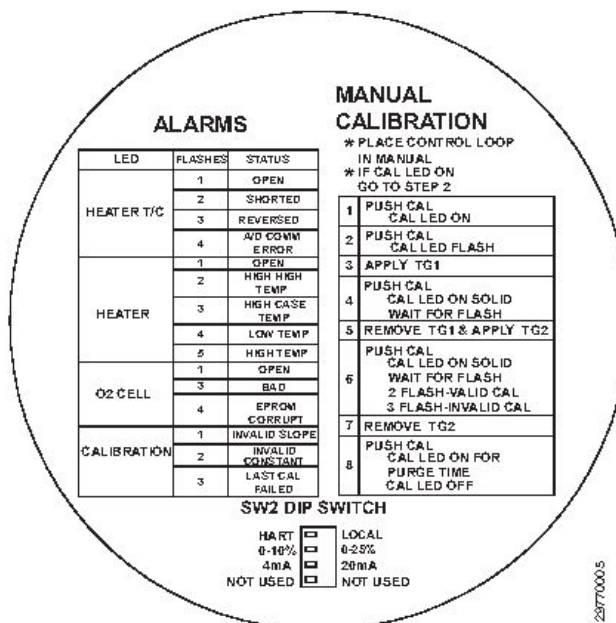 ALARMS
LED FLASHES STATUS
HEATER T/C
1 OPEN
2 SHORTED
3 REVERSED
4 A/D COMM
ERROR
HEATER
1 OPEN
2 HIGH HIGH
TEMP
3 HIGH CASE
TEMP
4 LOW TEMP
5 HIGH TEMP
O2 CELL
1 OPEN
3 BAD
4 EPROM
CORRUPT
CALIBRATION
1 INVALID SLOPE
2 INVALID
CONSTANT
3 LAST CAL
FAILED
MANUAL
CALIBRATION
* PLACE CONTROL LOOP
IN MANUAL
* IF CAL LED ON
GO TO STEP 2
1 PUSH CAL
CAL LED ON
2 PUSH CAL
CAL LED FLASH
3 APPLY TG1
4 PUSH CAL
CAL LED ON SOLID
WAIT FOR FLASH
5 REMOVE TG1 & APPLY TG2
6 PUSH CAL
CAL LED ON SOLID
WAIT FOR FLASH
2 FLASH-VALID CAL
3 FLASH-INVALID CAL
7 REMOVE TG2
8 PUSH CAL
CAL LED ON FOR
PURGE TIME
CAL LED OFF
SW2 DIP SWITCH
HART LOCAL
0-10% 0-25%
4mA 20mA
NOT USED NOT USED
29770005